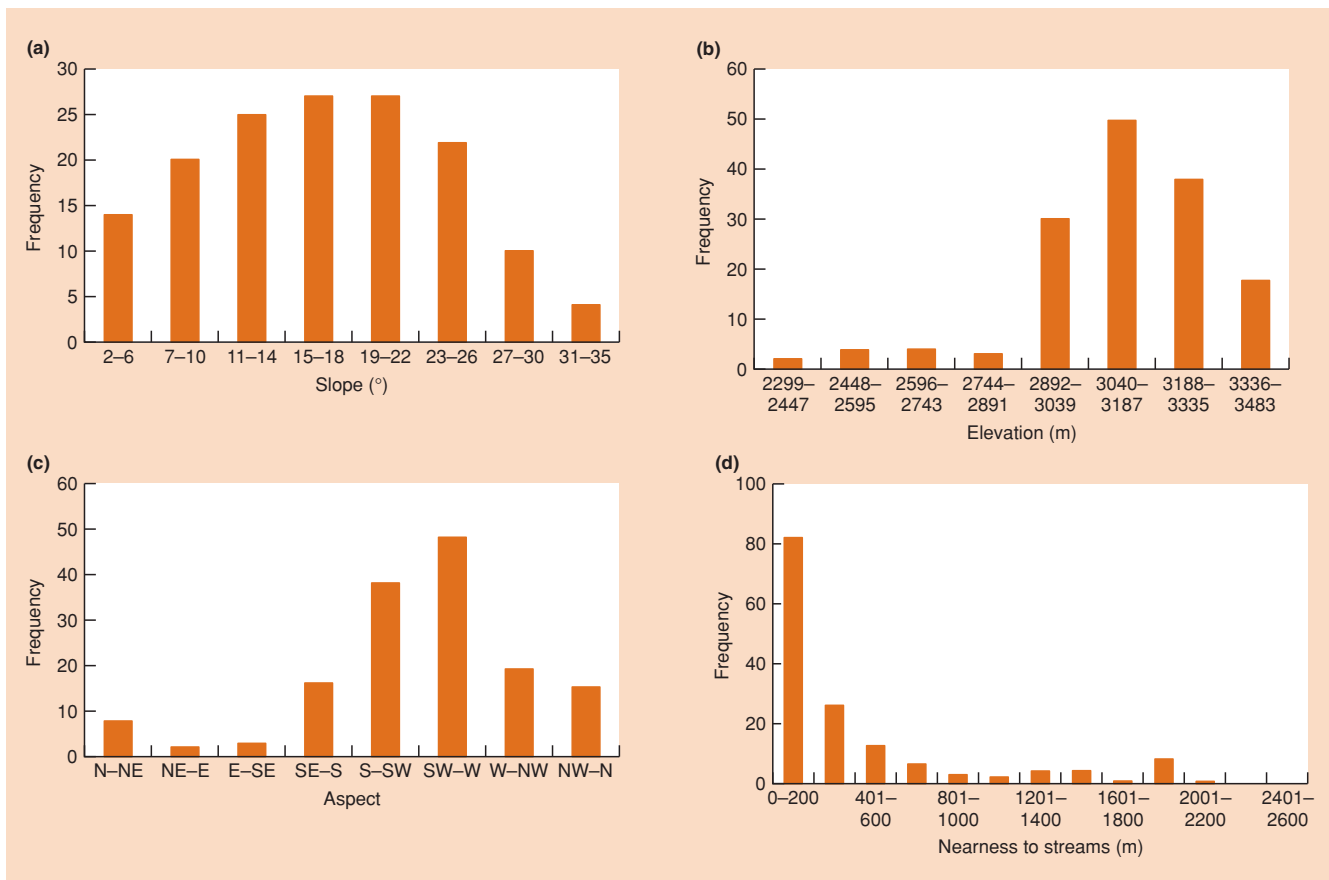 (a)
30
25
20
15
10
5
0
Frequency
2–6 7–10 11–14 15–18 19–22 23–26 27–30 31–35
Slope (°)
(b)
60
50
40
30
20
10
0
Frequency
2299– 2448– 2596– 2744– 2892– 3040– 3188– 3336–
2447 2595 2743 2891 3039 3187 3335 3483
Elevation (m)
(c)
60
50
40
30
20
10
0
Frequency
N–NE NE–E E–SE SE–S S–SW SW–W W–NW NW–N
Aspect
(d)
100
80
60
40
20
0
Frequency
0–200 401– 801– 1201– 1601– 2001– 2401–
600 1000 1400 1800 2200 2600
Nearness to streams (m)